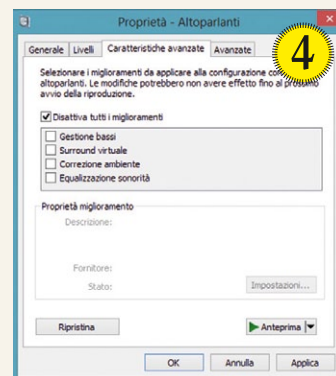 Proprietà - Altoparlanti
4
Generale Livelli Caratteristiche avanzate Avanzate
Selezionare i miglioramenti da applicare alla configurazione
altoparlanti. Le modifiche potrebbero non avere effetto fino al prossimo
avvio della riproduzione.
Disattiva tutti i miglioramenti
Gestione bassi
Surround virtuale
Correzione ambiente
Equalizzazione sonorità
Proprietà miglioramento
Descrizione:
Fornitore:
Stato:
Impostazioni...
Ripristina
Anteprima
OK Annulla Applica